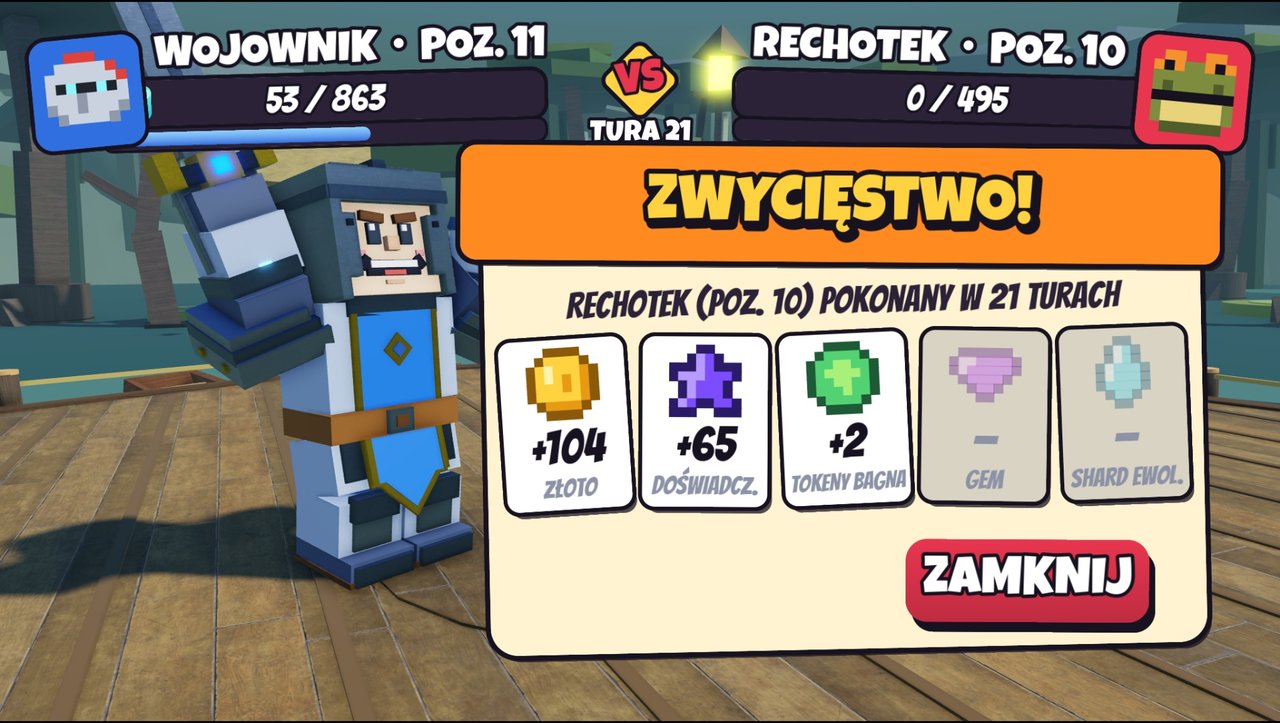 WOJOWNIK • POZ. 11
53 / 863
VS
TURA 21
RECHOTEK • POZ. 10
0 / 495
ZWYCIĘSTWO!
RECHOTEK (POZ. 10) POKONANY W 21 TURACH
+104
ZŁOTO
+65
DOŚWIADCZ.
+2
TOKENY BAGNA
–
GEM
–
SHARD EWOL.
ZAMKNIJ